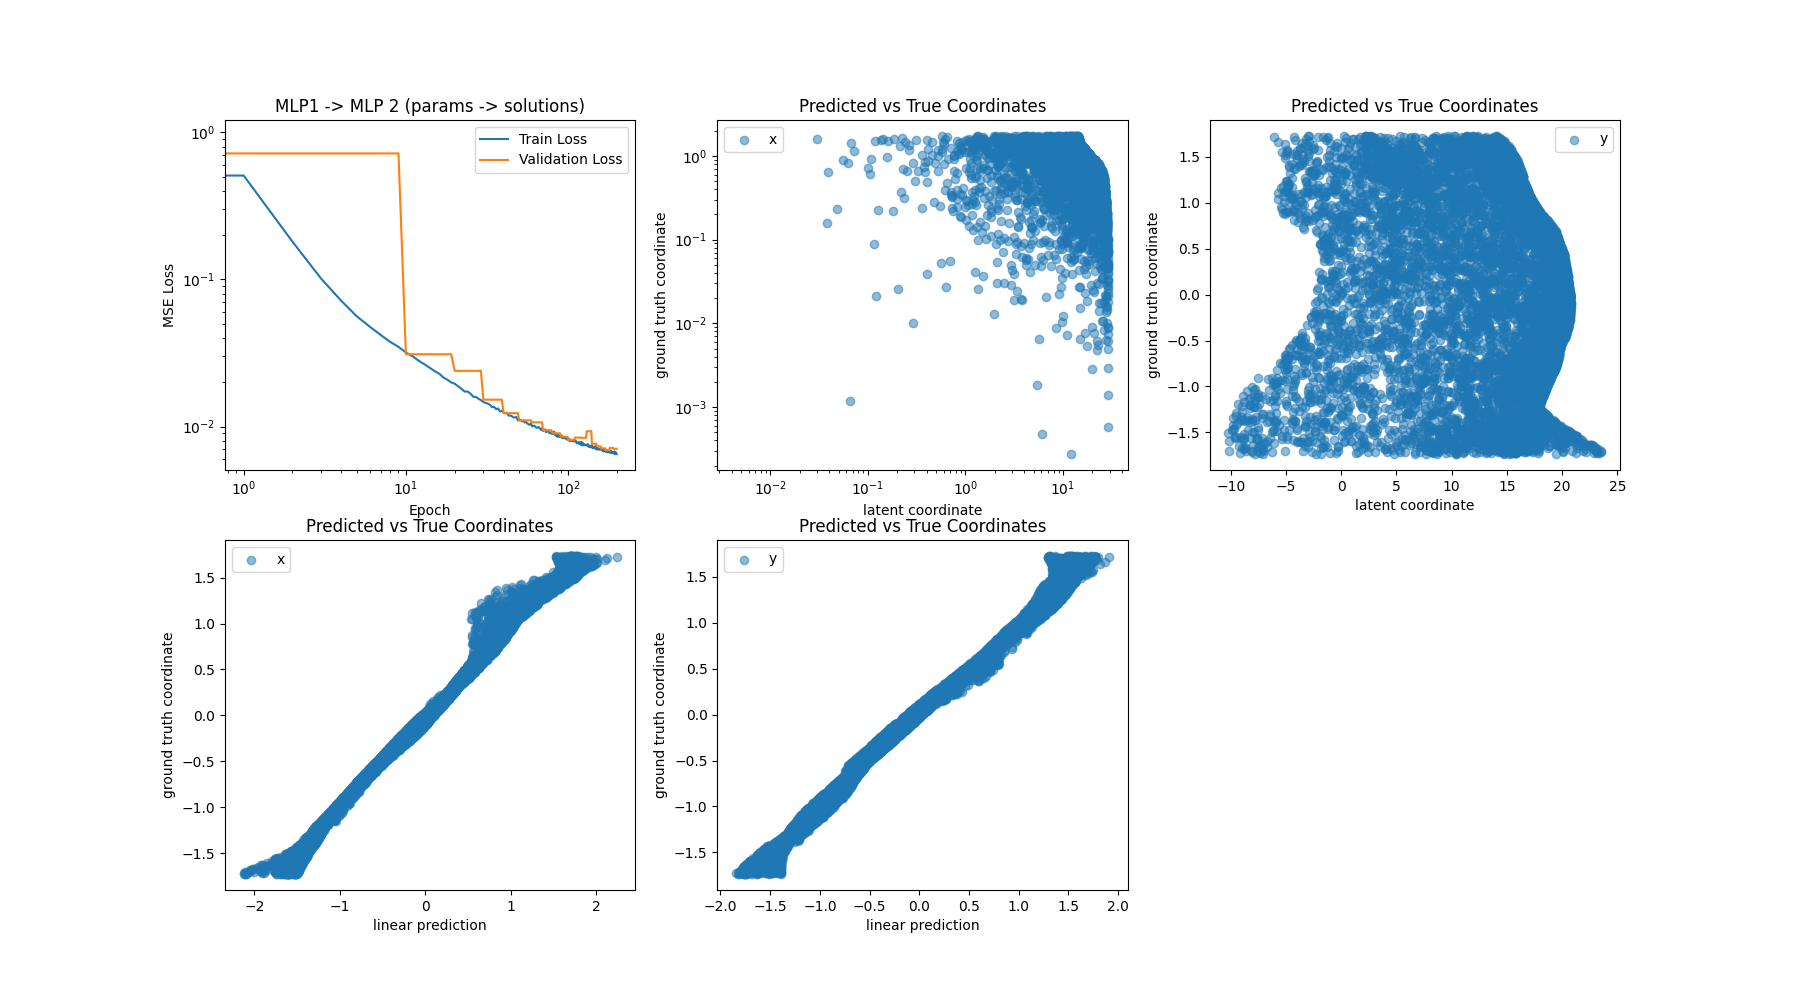 MLP1 -> MLP 2 (params -> solutions)
MSE Loss
10⁰
10⁻¹
10⁻²
Train Loss
Validation Loss
10⁰ 10¹ 10²
Epoch
Predicted vs True Coordinates
ground truth coordinate
10⁰
10⁻¹
10⁻²
10⁻³
x
10⁻² 10⁻¹ 10⁰ 10¹
latent coordinate
Predicted vs True Coordinates
ground truth coordinate
1.5
1.0
0.5
0.0
−0.5
−1.0
−1.5
y
−10 −5 0 5 10 15 20 25
latent coordinate
Predicted vs True Coordinates
ground truth coordinate
1.5
1.0
0.5
0.0
−0.5
−1.0
−1.5
x
−2 −1 0 1 2
linear prediction
Predicted vs True Coordinates
ground truth coordinate
1.5
1.0
0.5
0.0
−0.5
−1.0
−1.5
y
−2.0 −1.5 −1.0 −0.5 0.0 0.5 1.0 1.5 2.0
linear prediction